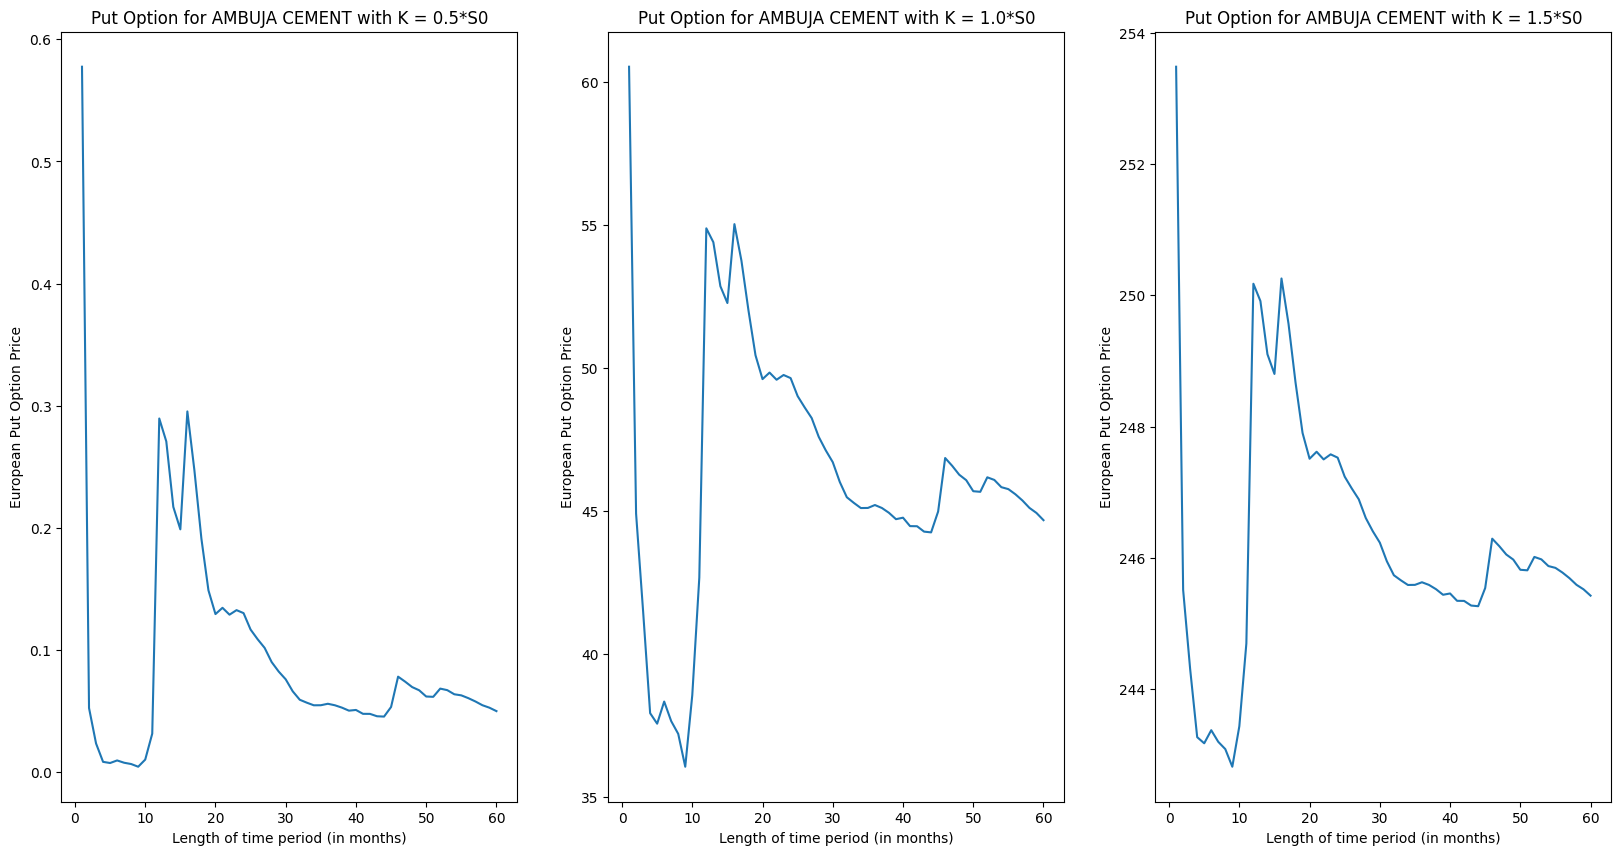 Put Option for AMBUJA CEMENT with K = 0.5*S0
0.6
0.5
0.4
0.3
0.2
0.1
0.0
European Put Option Price
0 10 20 30 40 50 60
Length of time period (in months)
Put Option for AMBUJA CEMENT with K = 1.0*S0
60
55
50
45
40
35
European Put Option Price
0 10 20 30 40 50 60
Length of time period (in months)
Put Option for AMBUJA CEMENT with K = 1.5*S0
254
252
250
248
246
244
European Put Option Price
0 10 20 30 40 50 60
Length of time period (in months)